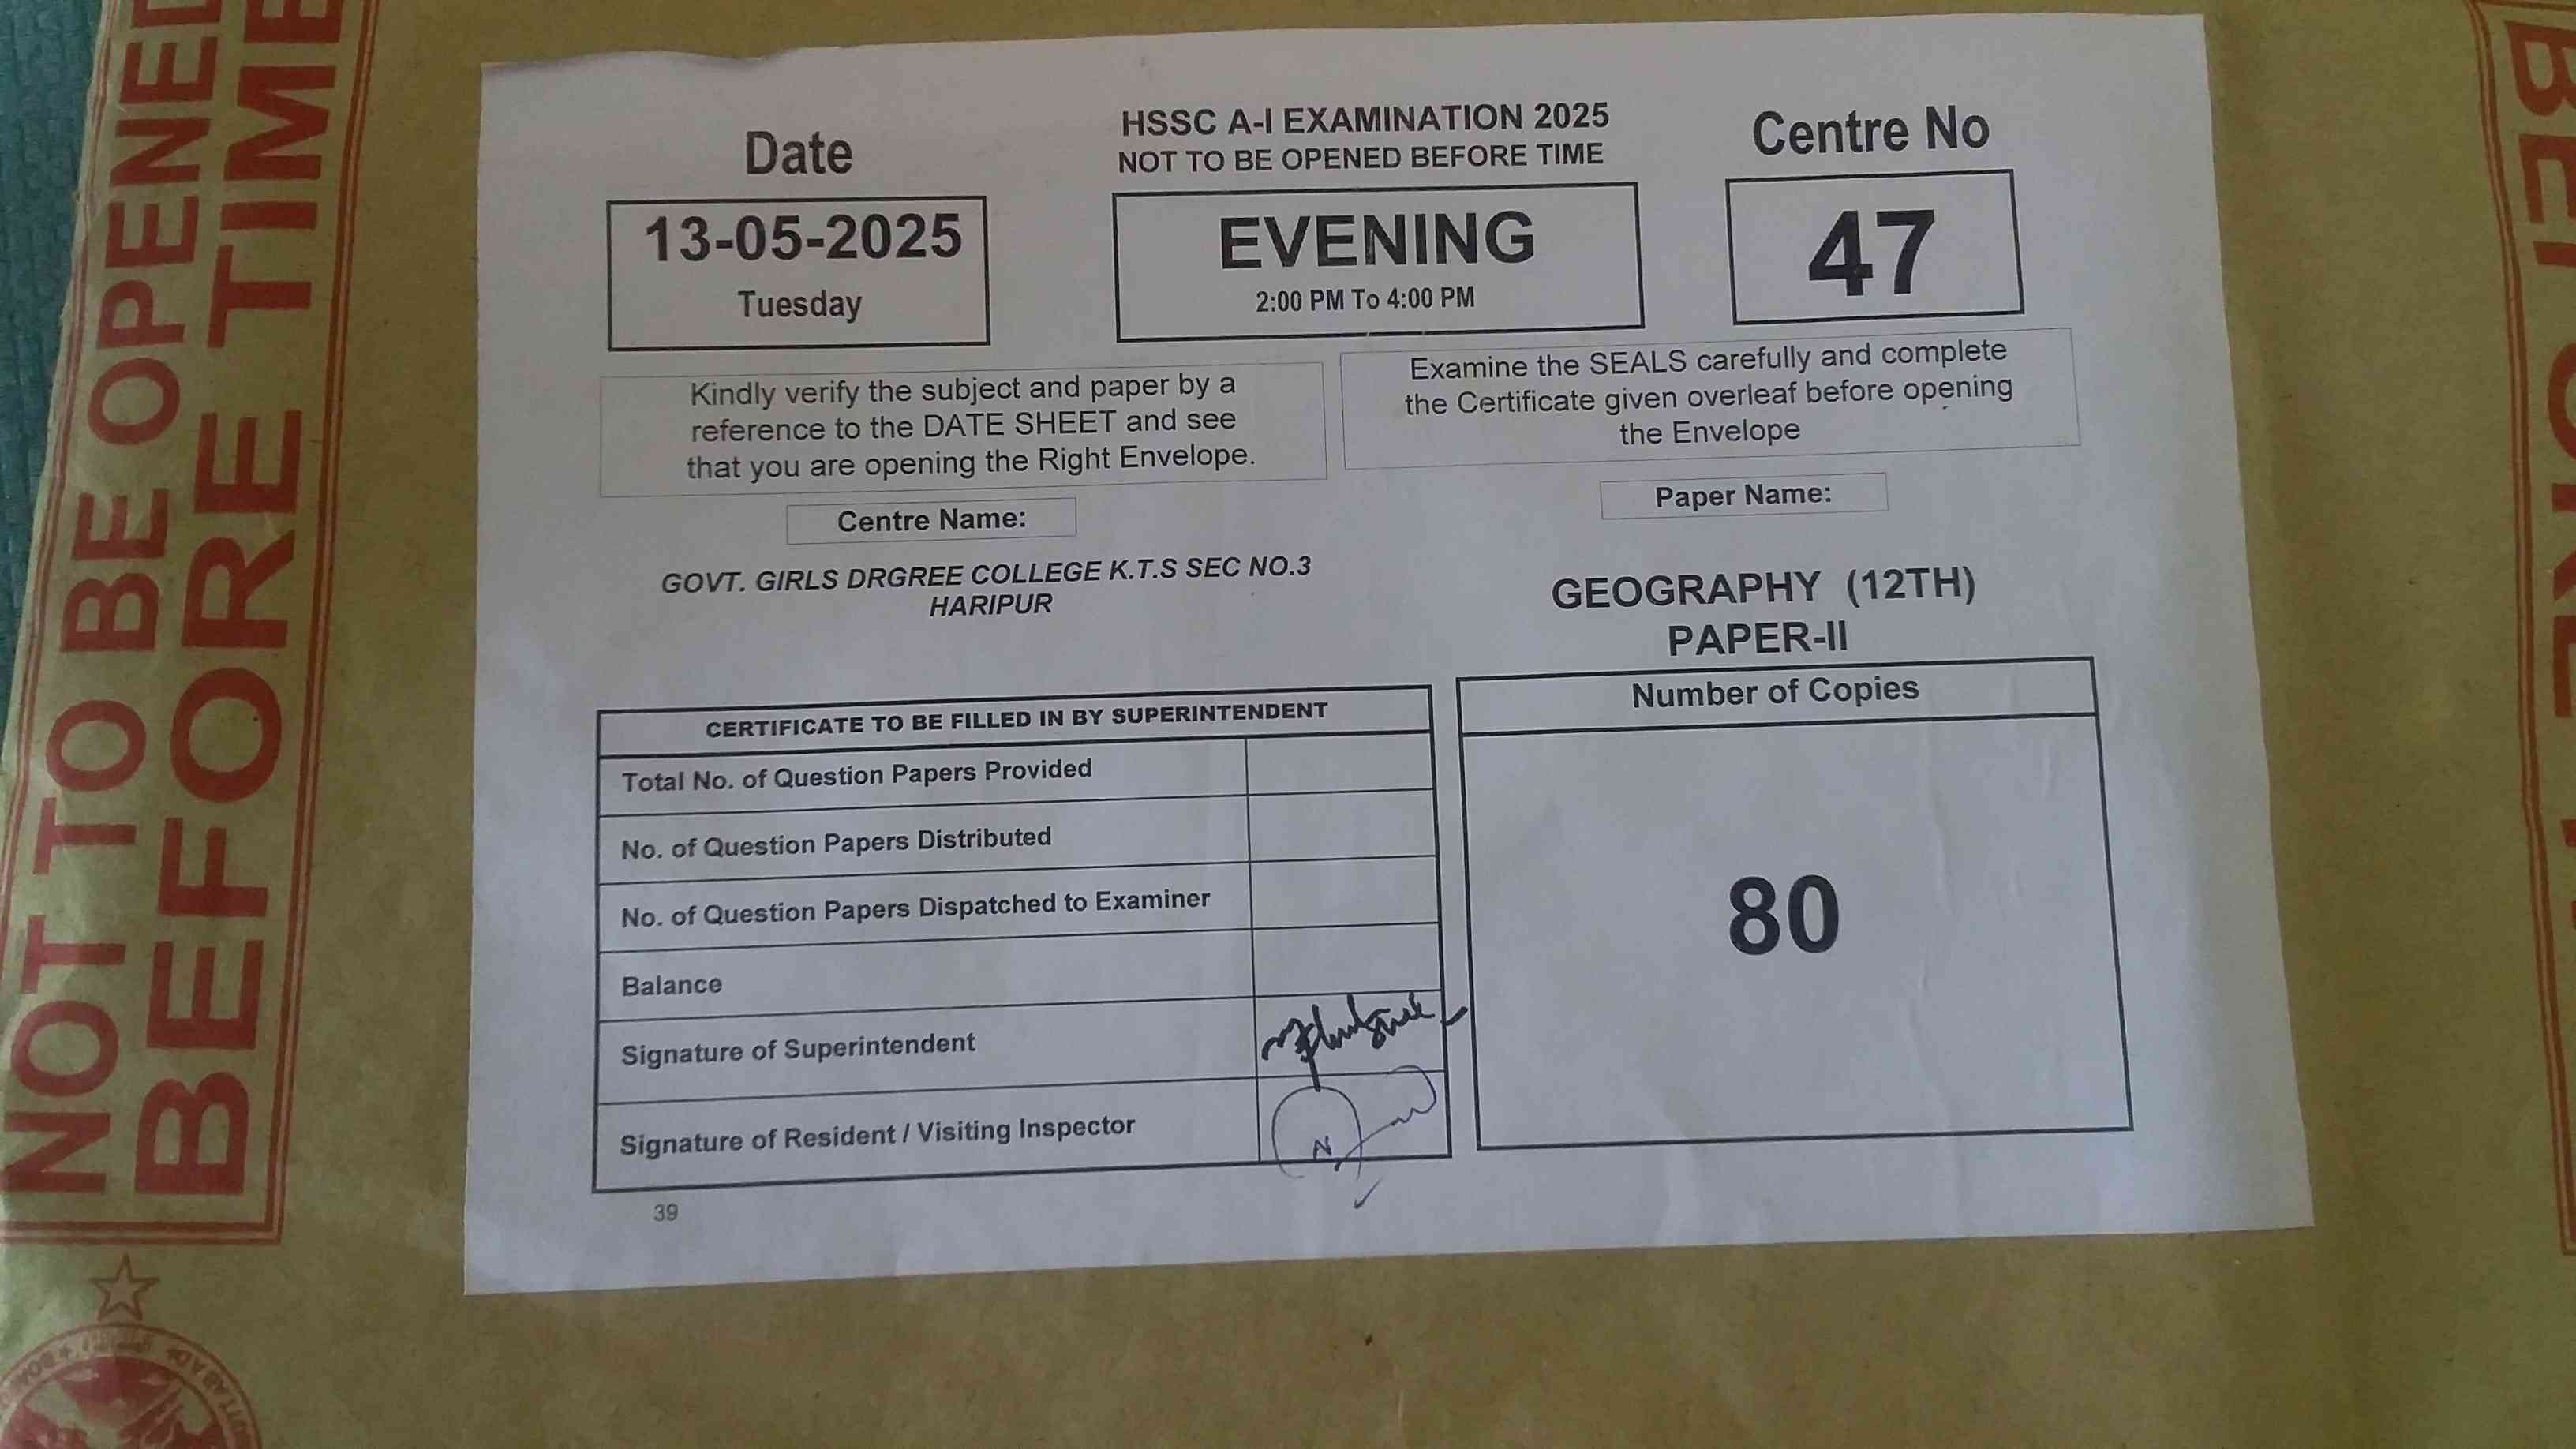 NOT TO BE OPENED
BEFORE TIME
Date
13-05-2025
Tuesday
HSSC A-I EXAMINATION 2025
NOT TO BE OPENED BEFORE TIME
EVENING
2:00 PM To 4:00 PM
Centre No
47
Kindly verify the subject and paper by a
reference to the DATE SHEET and see
that you are opening the Right Envelope.
Examine the SEALS carefully and complete
the Certificate given overleaf before opening
the Envelope
Centre Name:
GOVT. GIRLS DRGREE COLLEGE K.T.S SEC NO.3
HARIPUR
Paper Name:
GEOGRAPHY (12TH)
PAPER-II
CERTIFICATE TO BE FILLED IN BY SUPERINTENDENT
Total No. of Question Papers Provided
No. of Question Papers Distributed
No. of Question Papers Dispatched to Examiner
Balance
Signature of Superintendent
Signature of Resident / Visiting Inspector
Number of Copies
80
39
BEFORE